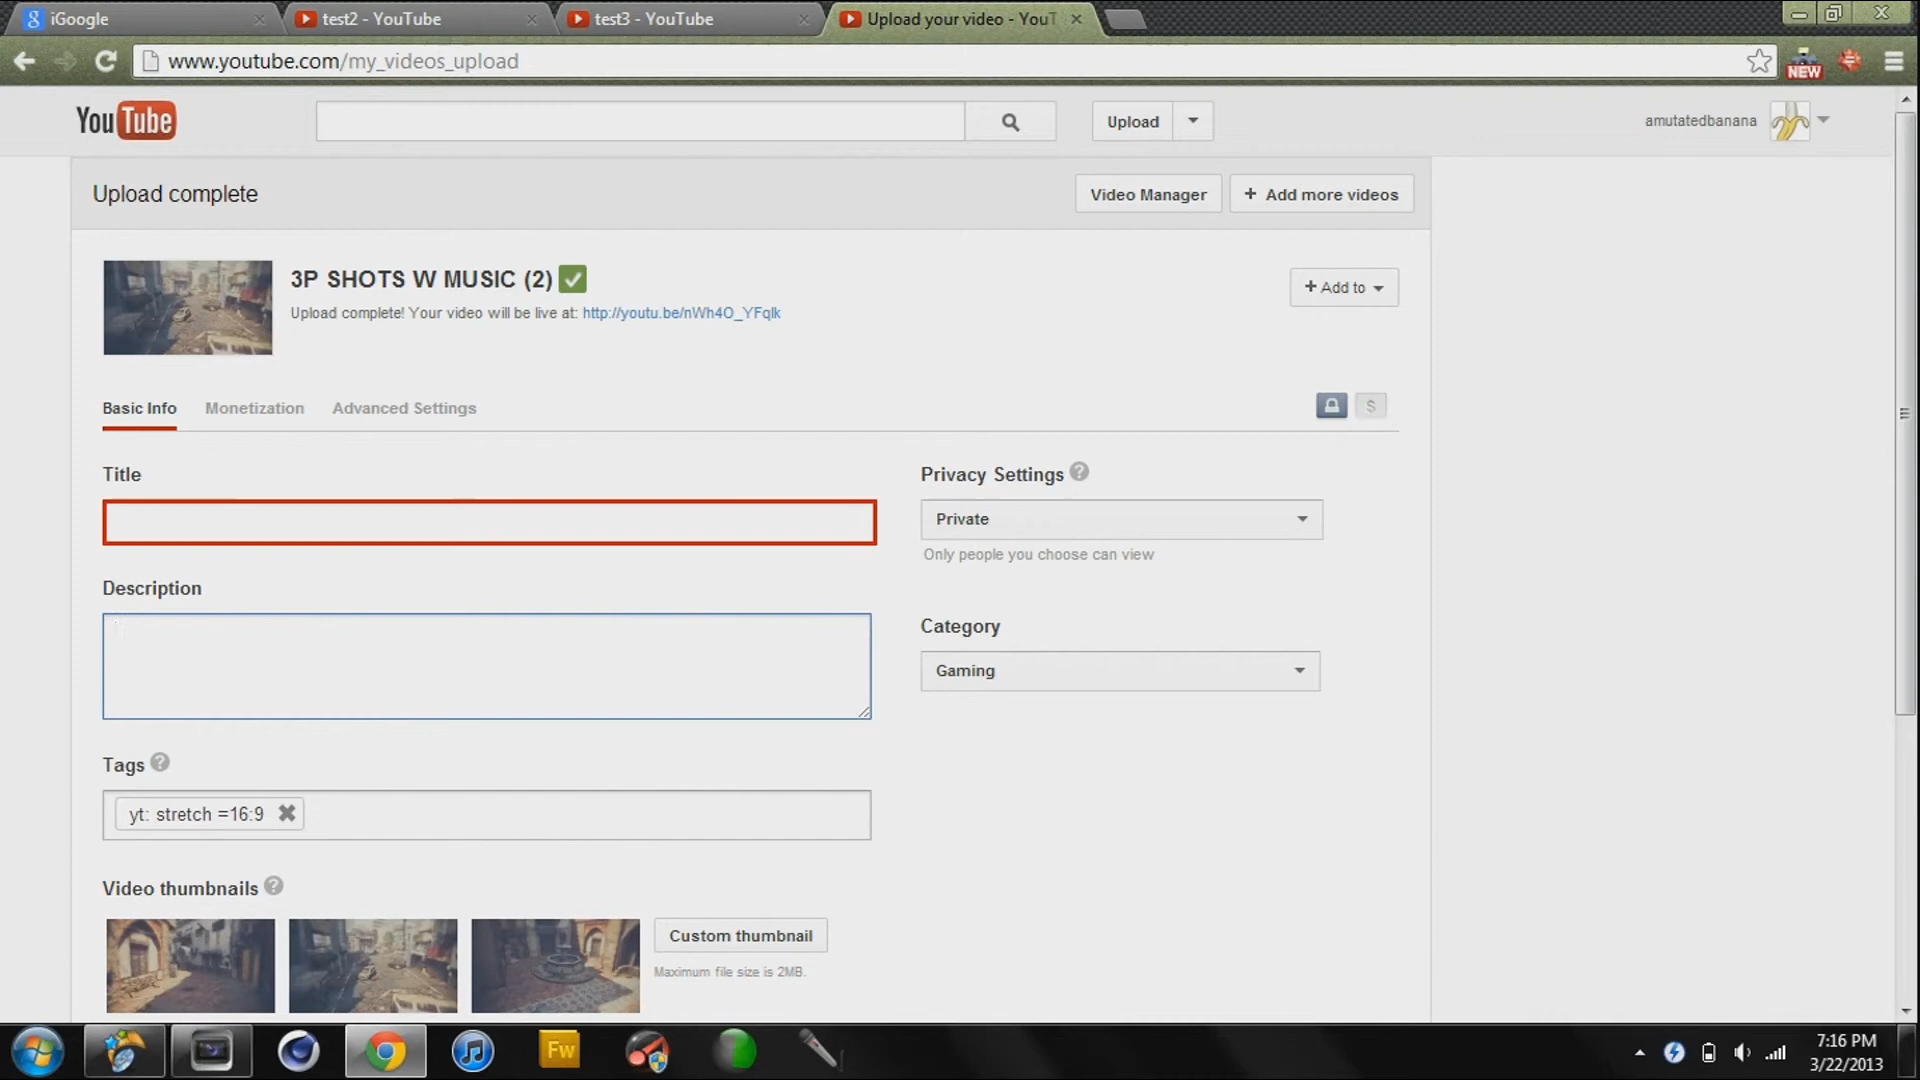 iGoogle
test2 - YouTube
test3 - YouTube
Upload your video - YouT
www.youtube.com/my_videos_upload
NEW
YouTube
Upload
amutatedbanana
Upload complete
Video Manager
+ Add more videos
3P SHOTS W MUSIC (2)
Upload complete! Your video will be live at: http://youtu.be/nWh4O_YFqlk
+ Add to
Basic Info
Monetization
Advanced Settings
$
Title
Privacy Settings ?
Private
Only people you choose can view
Description
Category
Gaming
Tags ?
yt: stretch =16:9
Video thumbnails ?
Custom thumbnail
Maximum file size is 2MB.
Fw
7:16 PM
3/22/2013